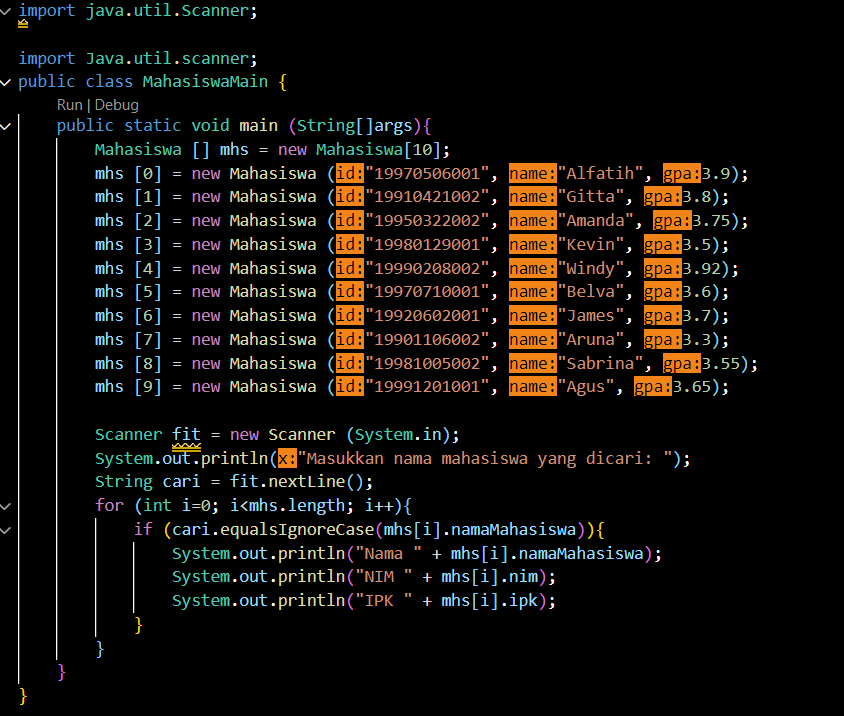 import java.util.Scanner;
import Java.util.scanner;
public class MahasiswaMain {
Run | Debug
public static void main (String[]args){
Mahasiswa [] mhs = new Mahasiswa[10];
mhs [0] = new Mahasiswa (id:"19970506001", name:"Alfatih", gpa:3.9);
mhs [1] = new Mahasiswa (id:"19910421002", name:"Gitta", gpa:3.8);
mhs [2] = new Mahasiswa (id:"19950322002", name:"Amanda", gpa:3.75);
mhs [3] = new Mahasiswa (id:"19980129001", name:"Kevin", gpa:3.5);
mhs [4] = new Mahasiswa (id:"19990208002", name:"Windy", gpa:3.92);
mhs [5] = new Mahasiswa (id:"19970710001", name:"Belva", gpa:3.6);
mhs [6] = new Mahasiswa (id:"19920602001", name:"James", gpa:3.7);
mhs [7] = new Mahasiswa (id:"19901106002", name:"Aruna", gpa:3.3);
mhs [8] = new Mahasiswa (id:"19981005002", name:"Sabrina", gpa:3.55);
mhs [9] = new Mahasiswa (id:"19991201001", name:"Agus", gpa:3.65);
Scanner fit = new Scanner (System.in);
System.out.println(x:"Masukkan nama mahasiswa yang dicari: ");
String cari = fit.nextLine();
for (int i=0; i<mhs.length; i++){
if (cari.equalsIgnoreCase(mhs[i].namaMahasiswa)){
System.out.println("Nama " + mhs[i].namaMahasiswa);
System.out.println("NIM " + mhs[i].nim);
System.out.println("IPK " + mhs[i].ipk);
}
}
}
}